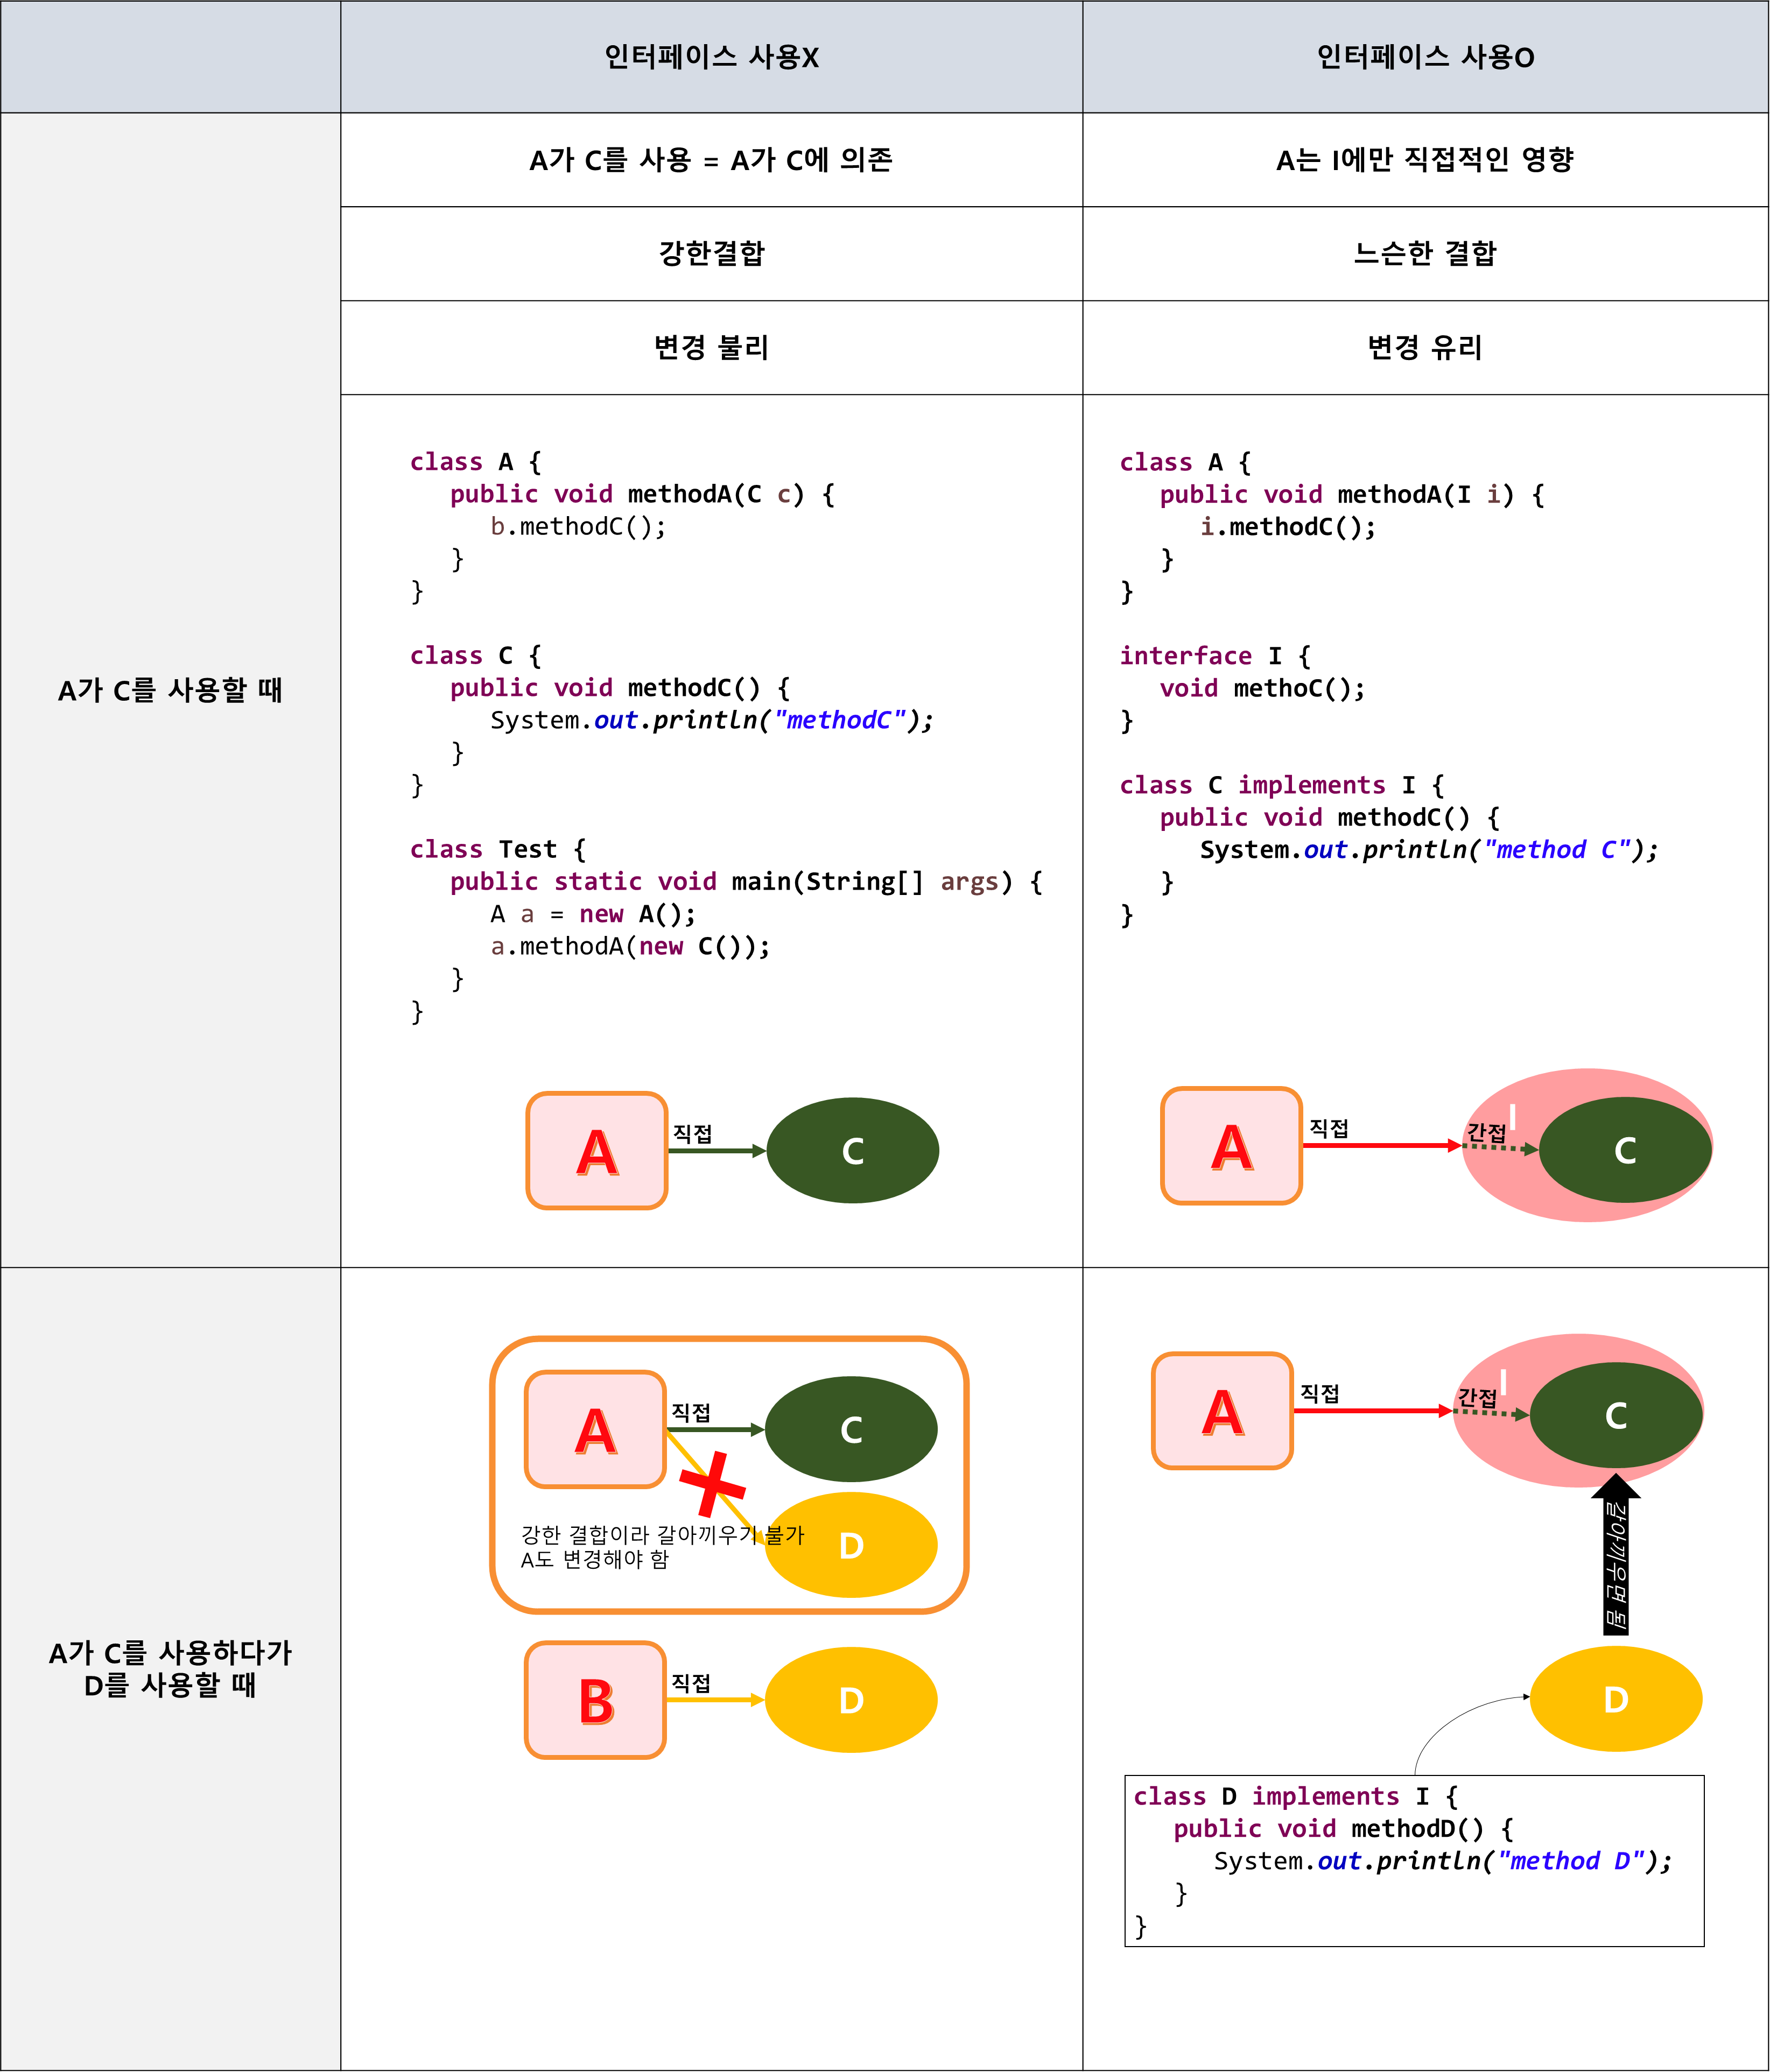 인터페이스 사용X
인터페이스 사용O
A가 C를 사용할 때
A가 C를 사용 = A가 C에 의존
A는 I에만 직접적인 영향
강한결합
느슨한 결합
변경 불리
변경 유리
class A {
public void methodA(C c) {
b.methodC();
}
}
class C {
public void methodC() {
System.out.println("methodC");
}
}
class Test {
public static void main(String[] args) {
A a = new A();
a.methodA(new C());
}
}
A
직접
C
class A {
public void methodA(I i) {
i.methodC();
}
}
interface I {
void methoC();
}
class C implements I {
public void methodC() {
System.out.println("method C");
}
}
A
직접
I
간접
C
A가 C를 사용하다가
D를 사용할 때
A
직접
C
강한 결합이라 갈아끼우기 불가
A도 변경해야 함
D
B
직접
D
A
직접
I
간접
C
갈아끼우면 됨
D
class D implements I {
public void methodD() {
System.out.println("method D");
}
}